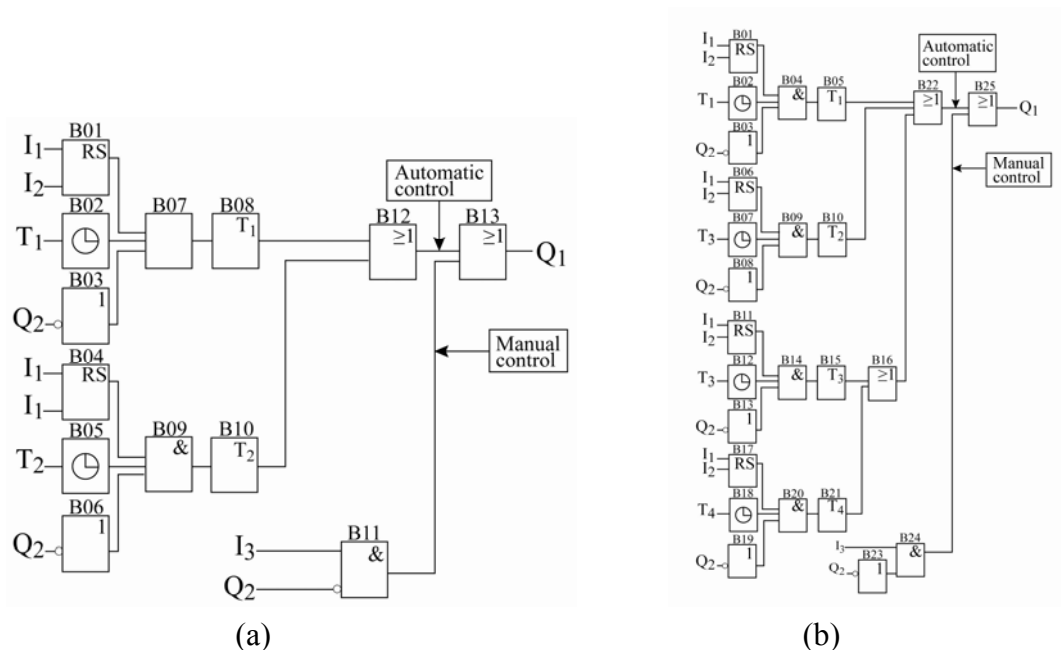 B01
I1
RS
I2
B02
T1
B03
1
Q2
B07
B08
T1
B04
I1
RS
I1
B05
T2
B06
1
Q2
B09
&
B10
T2
Automatic
control
B12
≥1
B13
≥1
Q1
Manual
control
B11
I3
&
Q2
(a)
B01
I1
RS
I2
B02
T1
B03
1
Q2
B04
&
B05
T1
B06
I1
RS
I2
B07
T3
B08
1
Q2
B09
&
B10
T2
B11
I1
RS
I2
B12
T3
B13
1
Q2
B14
&
B15
T3
B16
≥1
B17
I1
RS
I2
B18
T4
B19
1
Q2
B20
&
B21
T4
Automatic
control
B22
≥1
B25
≥1
Q1
Manual
control
B24
I3
&
B23
Q2
1
(b)